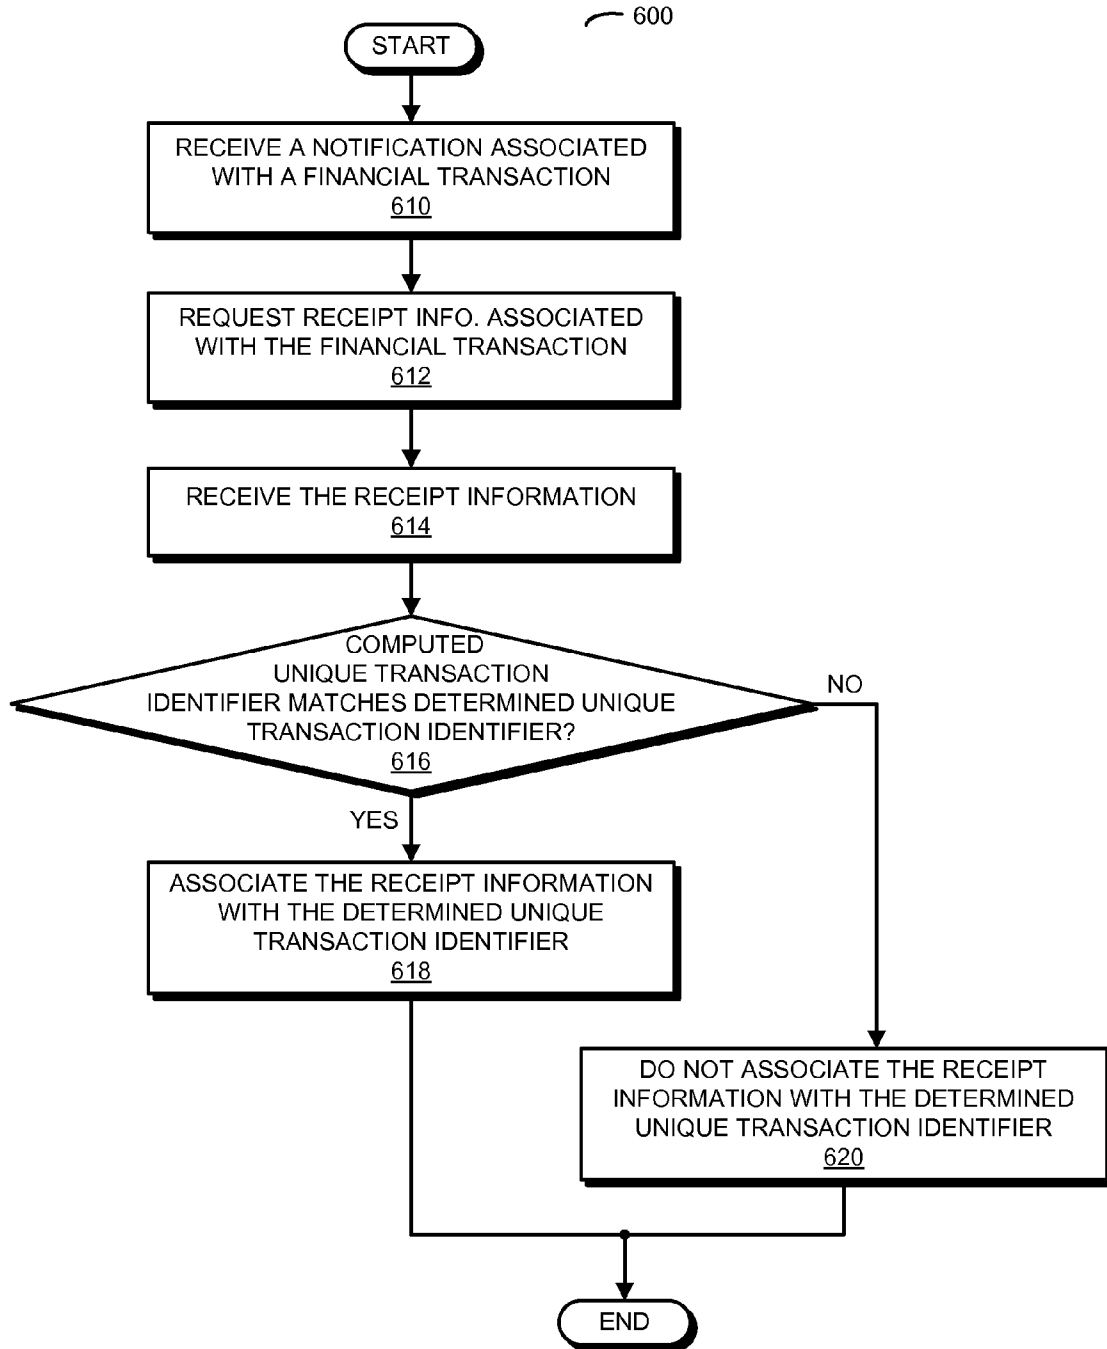 600
START
RECEIVE A NOTIFICATION ASSOCIATED
WITH A FINANCIAL TRANSACTION
610
REQUEST RECEIPT INFO. ASSOCIATED
WITH THE FINANCIAL TRANSACTION
612
RECEIVE THE RECEIPT INFORMATION
614
COMPUTED
UNIQUE TRANSACTION
IDENTIFIER MATCHES DETERMINED UNIQUE
TRANSACTION IDENTIFIER?
616
NO
YES
ASSOCIATE THE RECEIPT INFORMATION
WITH THE DETERMINED UNIQUE
TRANSACTION IDENTIFIER
618
DO NOT ASSOCIATE THE RECEIPT
INFORMATION WITH THE DETERMINED
UNIQUE TRANSACTION IDENTIFIER
620
END